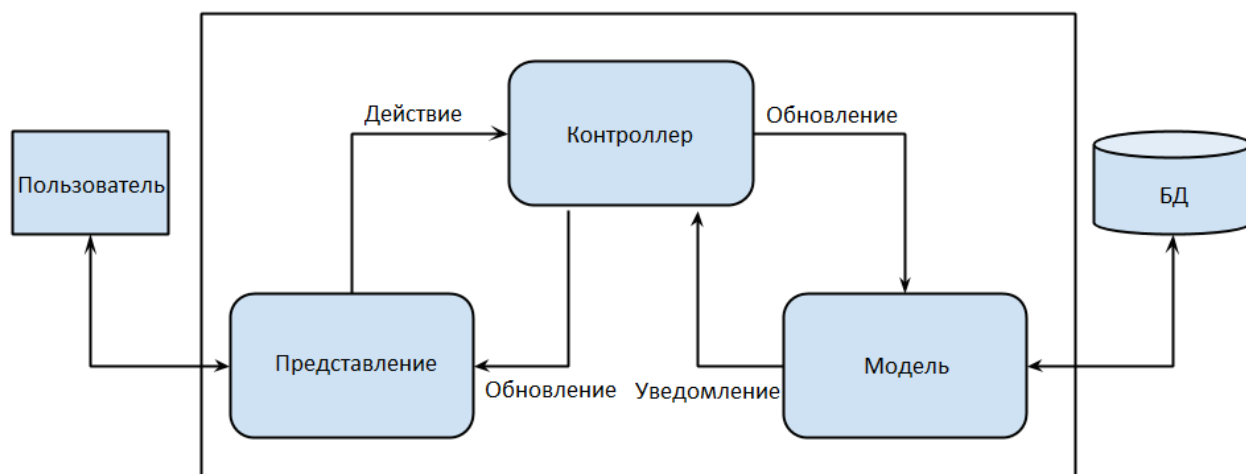 Действие
Контроллер
Обновление
Пользователь
БД
Представление
Обновление
Уведомление
Модель